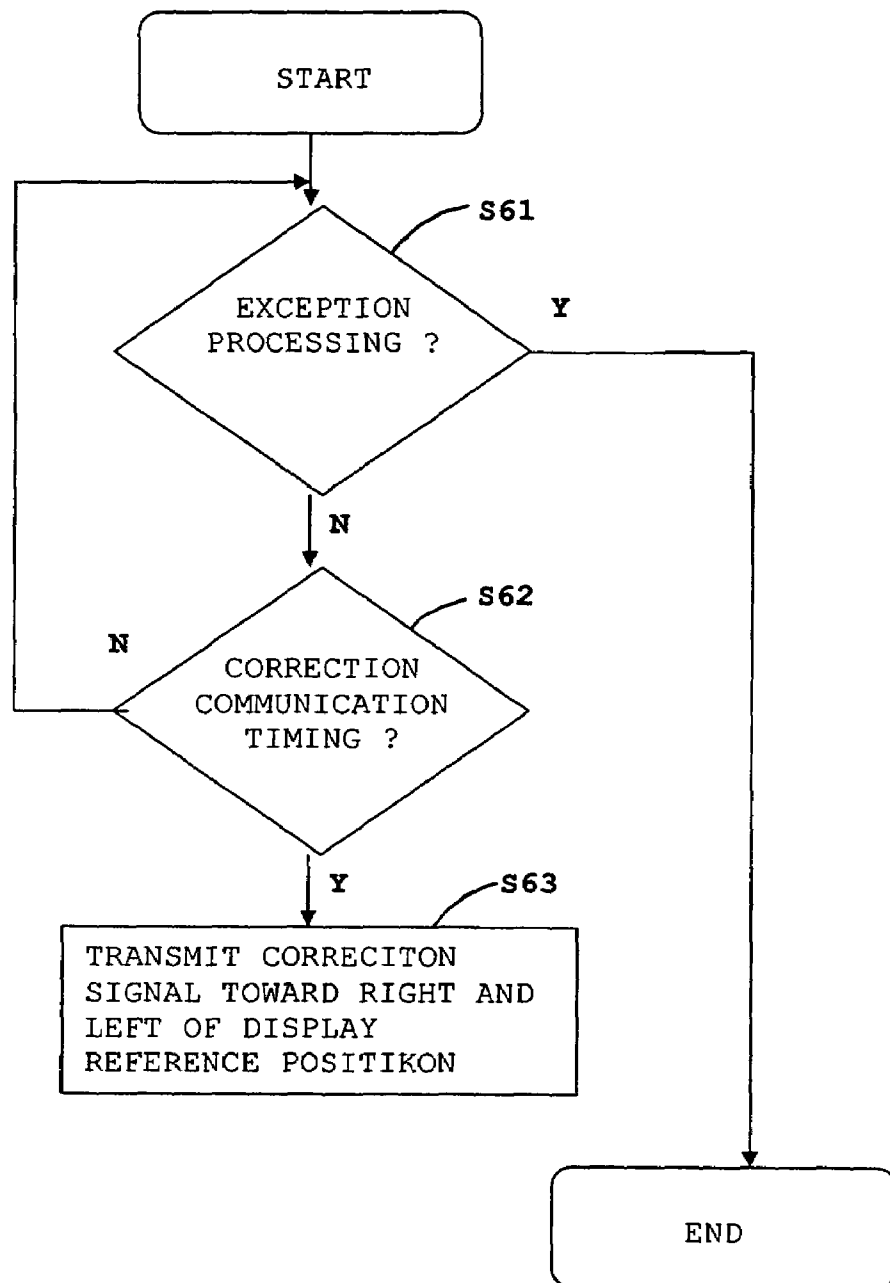 START
S61
EXCEPTION
PROCESSING ?
Y
N
S62
N
CORRECTION
COMMUNICATION
TIMING ?
Y
S63
TRANSMIT CORRECITON
SIGNAL TOWARD RIGHT AND
LEFT OF DISPLAY
REFERENCE POSITIKON
END